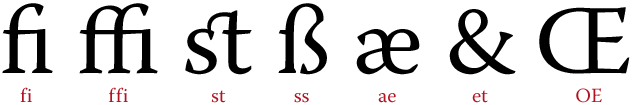 ﬁ ﬃ ﬆ ß æ & Œ
fi ffi st ss ae et OE